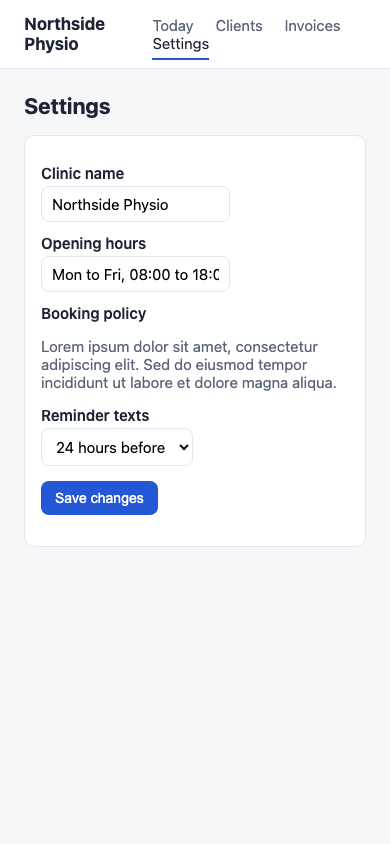 Northside
Physio
Today Clients Invoices
Settings
Settings
Clinic name
Northside Physio
Opening hours
Mon to Fri, 08:00 to 18:0
Booking policy
Lorem ipsum dolor sit amet, consectetur
adipiscing elit. Sed do eiusmod tempor
incididunt ut labore et dolore magna aliqua.
Reminder texts
24 hours before
Save changes